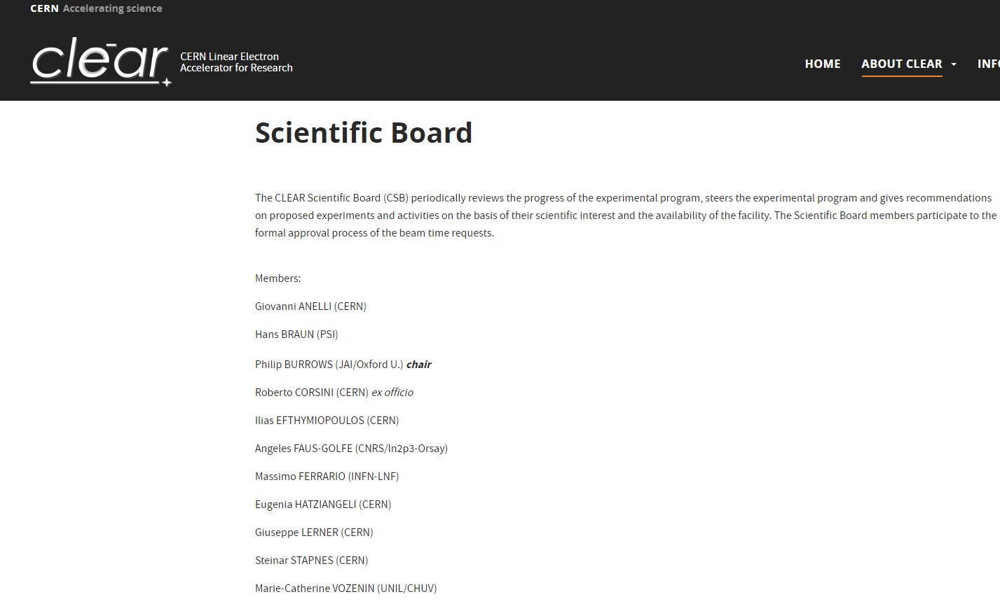 CERN Accelerating science
clear
CERN Linear Electron
Accelerator for Research
HOME ABOUT CLEAR
Scientific Board
The CLEAR Scientific Board (CSB) periodically reviews the progress of the experimental program, steers the experimental program and gives recommendations
on proposed experiments and activities on the basis of their scientific interest and the availability of the facility. The Scientific Board members participate to the
formal approval process of the beam time requests.
Members:
Giovanni ANELLI (CERN)
Hans BRAUN (PSI)
Philip BURROWS (JAI/Oxford U.) chair
Roberto CORSINI (CERN) ex officio
Ilias EFTHYMIOPOULOS (CERN)
Angeles FAUS-GOLFE (CNRS/In2p3-Orsay)
Massimo FERRARIO (INFN-LNF)
Eugenia HATZIANGELI (CERN)
Giuseppe LERNER (CERN)
Steinar STAPNES (CERN)
Marie-Catherine VOZENIN (UNIL/CHUV)